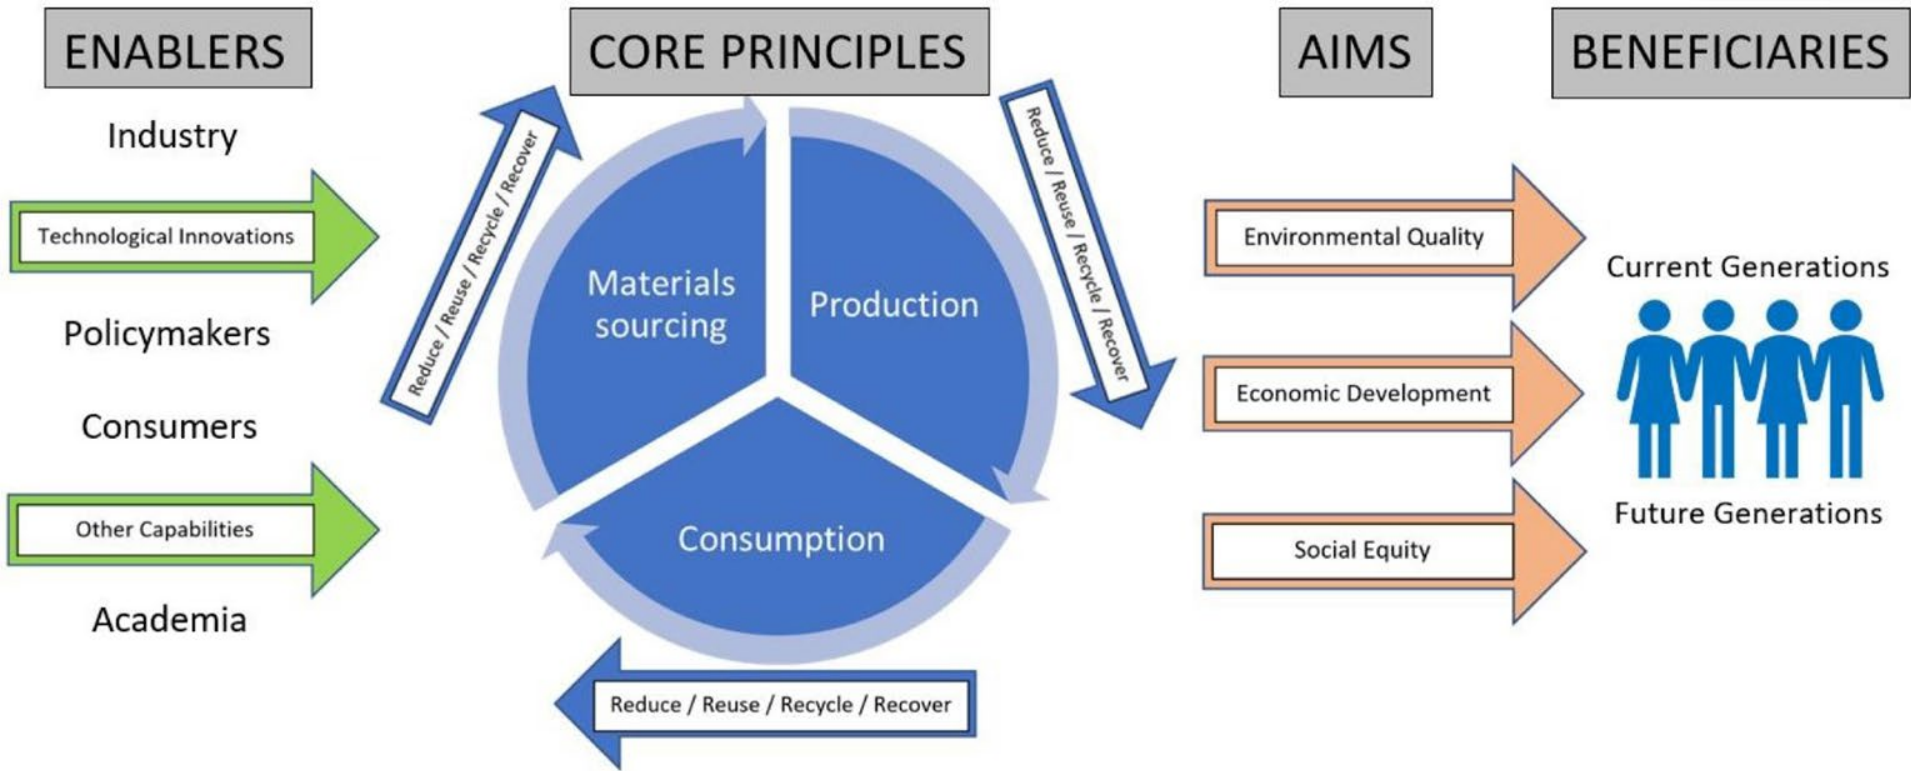 ENABLERS
Industry
Technological Innovations
Policymakers
Consumers
Other Capabilities
Academia
CORE PRINCIPLES
Reduce / Reuse / Recycle / Recover
Materials
sourcing
Production
Reduce / Reuse / Recycle / Recover
Consumption
Reduce / Reuse / Recycle / Recover
AIMS
Environmental Quality
Economic Development
Social Equity
BENEFICIARIES
Current Generations
Future Generations